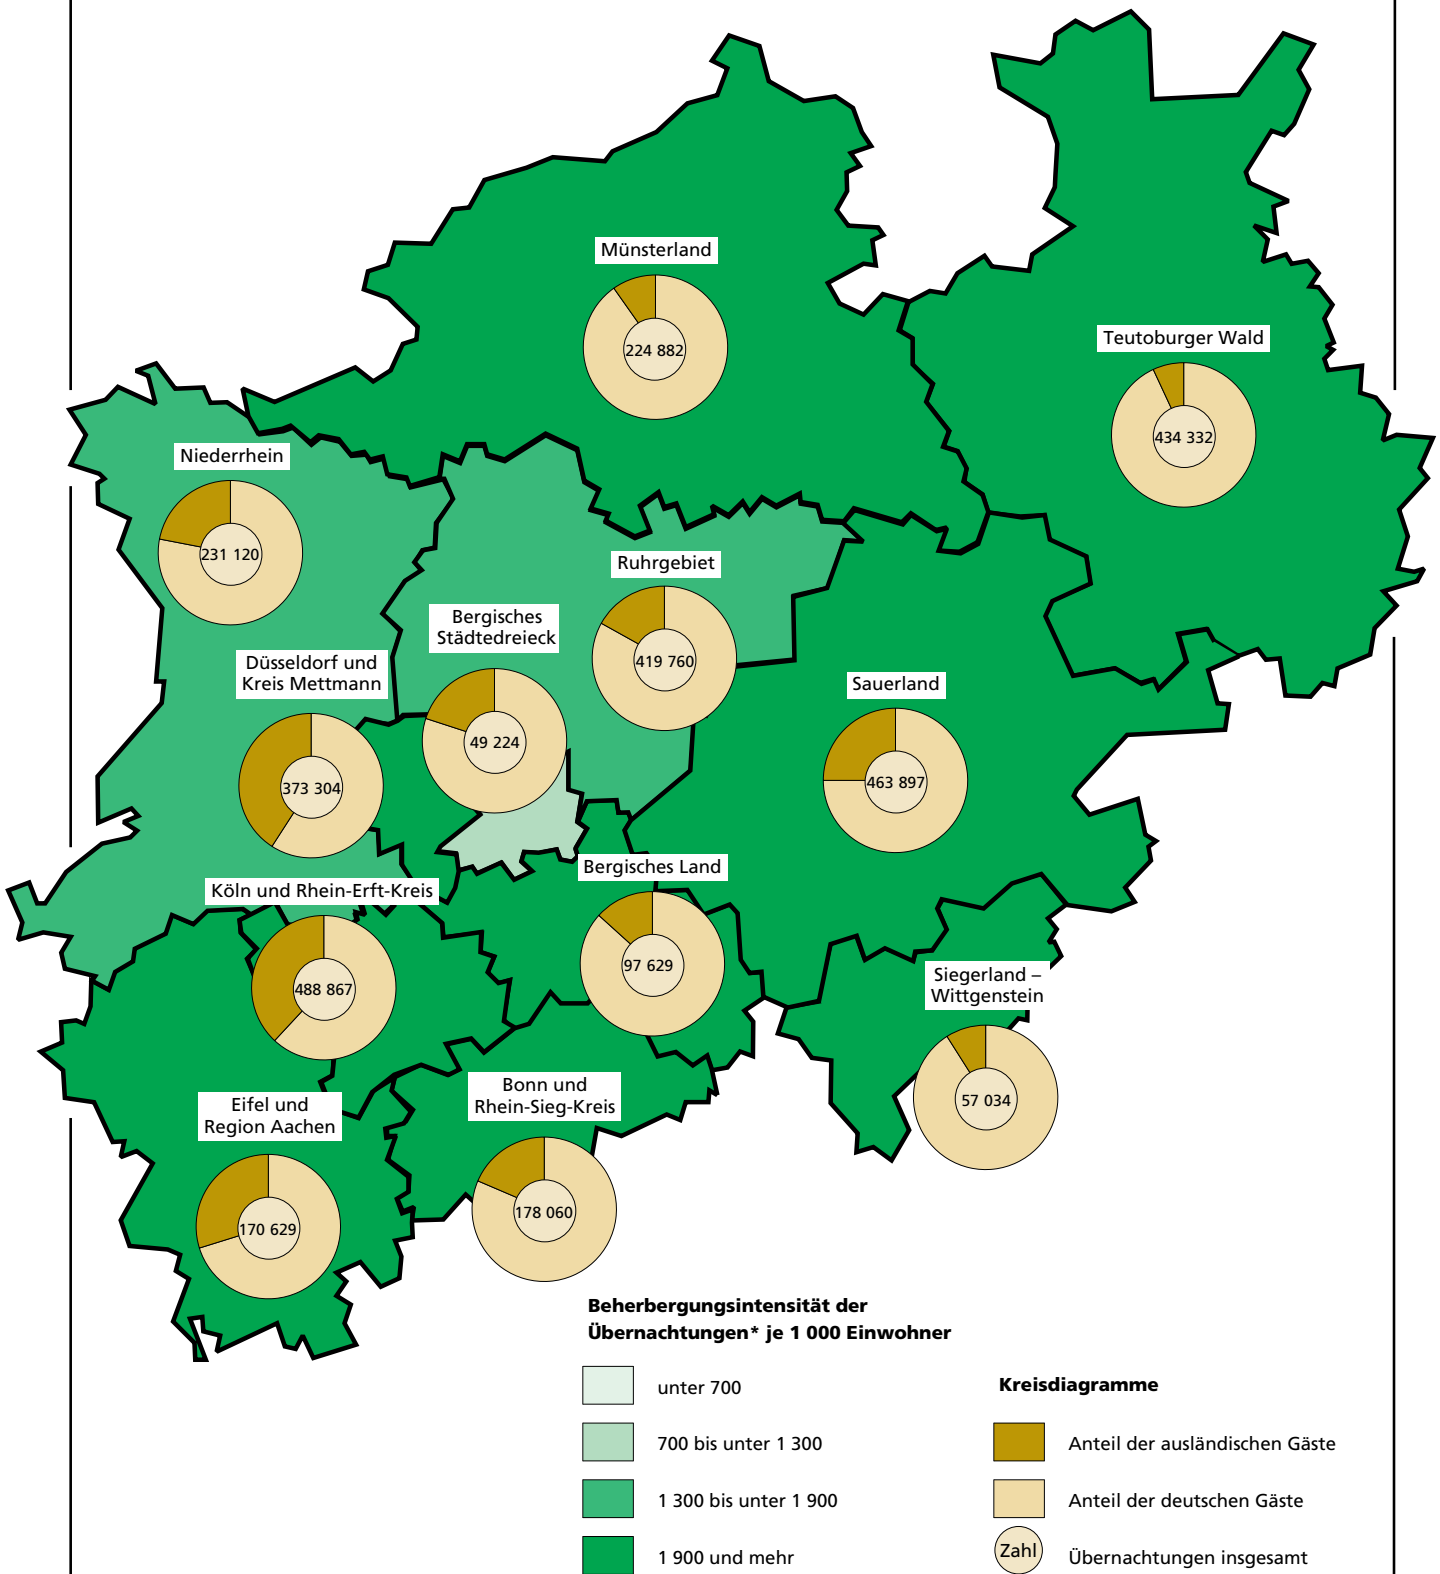 Münsterland
224 882
Teutoburger Wald
434 332
Niederrhein
231 120
Ruhrgebiet
419 760
Bergisches
Städtedreieck
49 224
Düsseldorf und
Kreis Mettmann
373 304
Sauerland
463 897
Bergisches Land
97 629
Köln und Rhein-Erft-Kreis
488 867
Siegerland –
Wittgenstein
57 034
Bonn und
Rhein-Sieg-Kreis
178 060
Eifel und
Region Aachen
170 629
Beherbergungsintensität der
Übernachtungen* je 1 000 Einwohner
unter 700
700 bis unter 1 300
1 300 bis unter 1 900
1 900 und mehr
Kreisdiagramme
Anteil der ausländischen Gäste
Anteil der deutschen Gäste
Zahl
Übernachtungen insgesamt